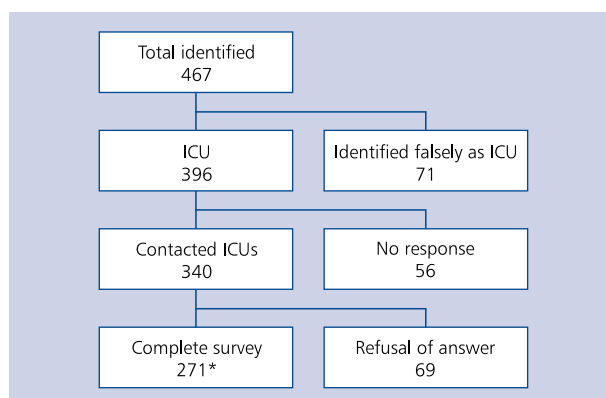 Total identified
467
ICU
396
Identified falsely as ICU
71
Contacted ICUs
340
No response
56
Complete survey
271*
Refusal of answer
69